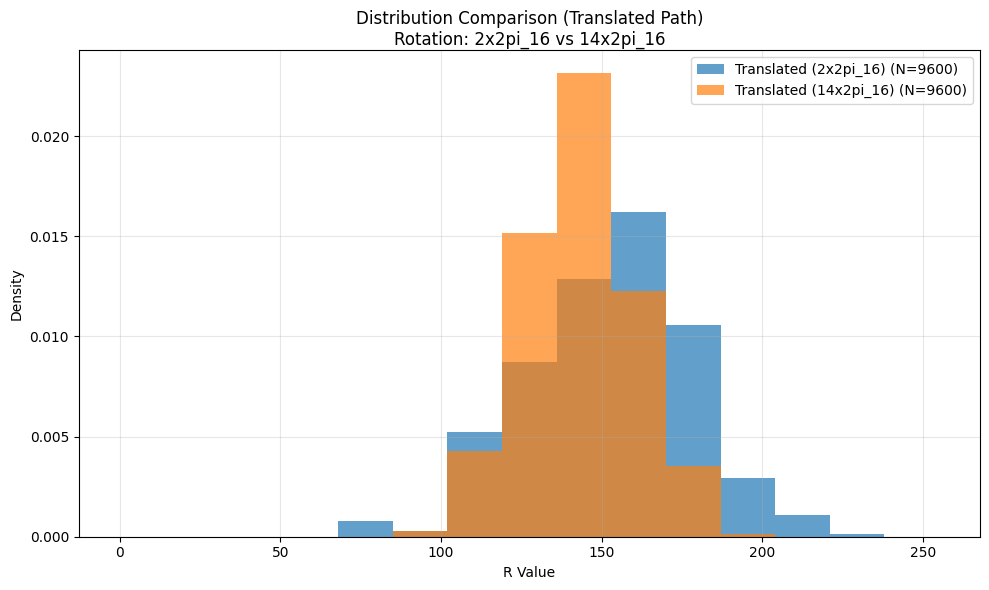 Distribution Comparison (Translated Path)
Rotation: 2x2pi_16 vs 14x2pi_16
Translated (2x2pi_16) (N=9600)
Translated (14x2pi_16) (N=9600)
Density
0.020
0.015
0.010
0.005
0.000
0
50
100
150
200
250
R Value